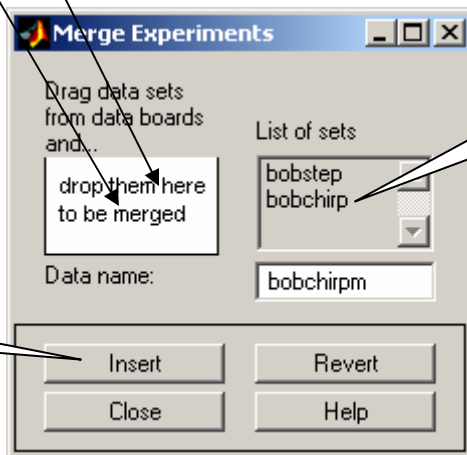 Merge Experiments
Drag data sets
from data boards
and...
drop them here
to be merged
List of sets
bobstep
bobchirp
Data name:
bobchirpm
Insert
Revert
Close
Help